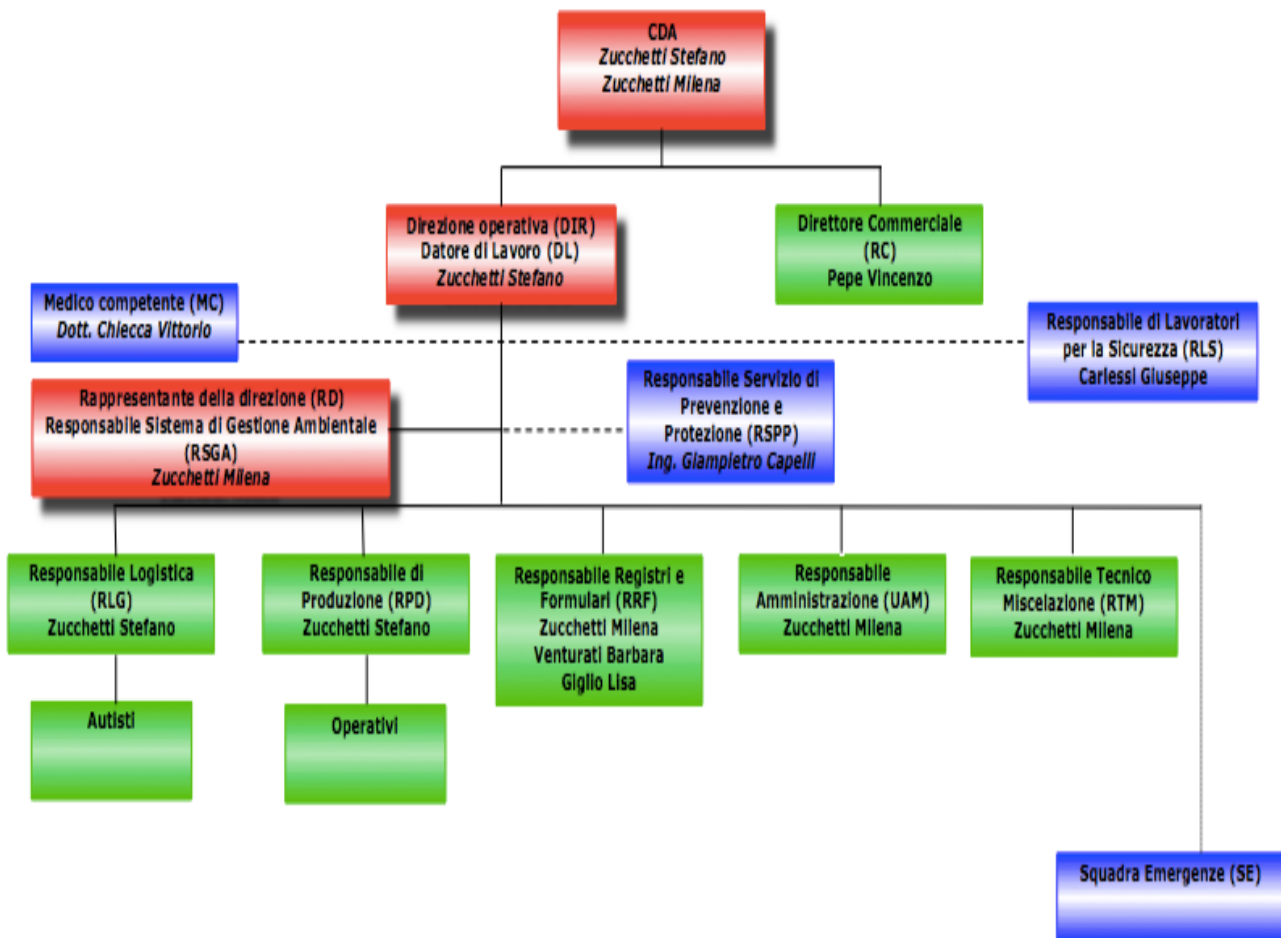 CDA
Zucchetti Stefano
Zucchetti Milena
Direzione operativa (DIR)
Datore di Lavoro (DL)
Zucchetti Stefano
Direttore Commerciale
(RC)
Pepe Vincenzo
Medico competente (MC)
Dott. Chiecca Vittorio
Responsabile di Lavoratori
per la Sicurezza (RLS)
Carlessi Giuseppe
Rappresentante della direzione (RD)
Responsabile Sistema di Gestione Ambientale
(RSGA)
Zucchetti Milena
Responsabile Servizio di
Prevenzione e
Protezione (RSPP)
Ing. Giampietro Capelli
Responsabile Logistica
(RLG)
Zucchetti Stefano
Responsabile di
Produzione (RPD)
Zucchetti Stefano
Responsabile Registri e
Formulari (RRF)
Zucchetti Milena
Venturati Barbara
Giglio Lisa
Responsabile
Amministrazione (UAM)
Zucchetti Milena
Responsabile Tecnico
Miscelazione (RTM)
Zucchetti Milena
Autisti
Operativi
Squadra Emergenze (SE)